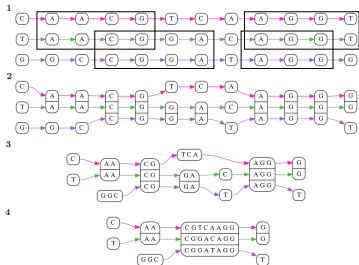 1
C A A C G T C A A G G G
T A A C G G A C A G G G
G G C C G G A T A G G T
2
C T C A
A A C G A G G G
T A A C G G A C A G G G
G G C C G G A T A G G T
3
TCA
C AA CG AGG G
T AA CG GA C AGG G
GGC CG GA T AGG T
4
C AA CGTCAAGG G
T AA CGGACAGG G
GGC CGGATAGG T